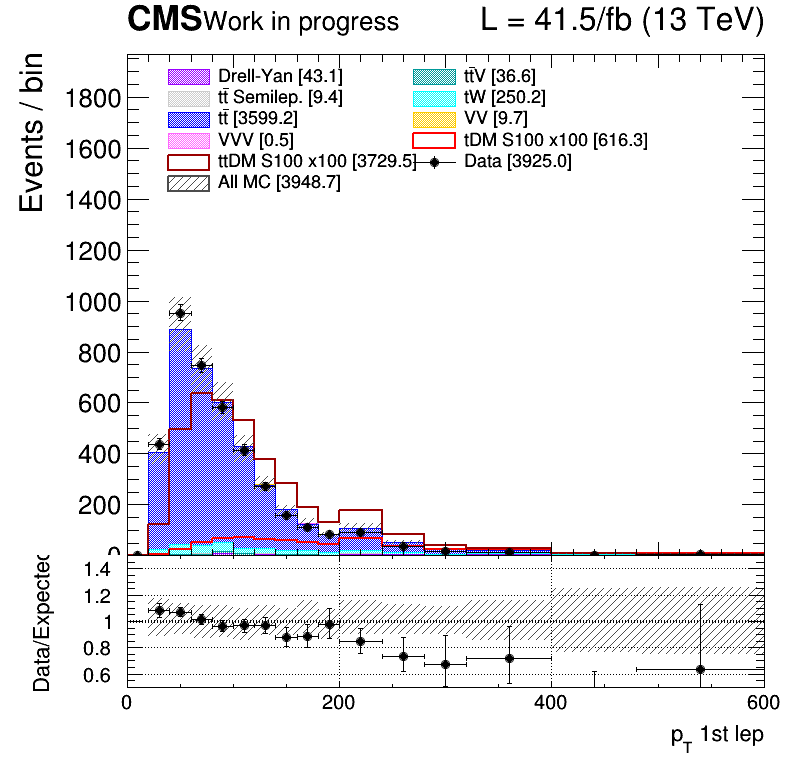 CMS Work in progress L = 41.5/fb (13 TeV)
Events / bin
1800
1600
1400
1200
1000
800
600
400
200
0
Drell-Yan [43.1]
tt̄ Semilep. [9.4]
tt̄ [3599.2]
VVV [0.5]
ttDM S100 x100 [3729.5]
All MC [3948.7]
tt̄V [36.6]
tW [250.2]
VV [9.7]
tDM S100 x100 [616.3]
Data [3925.0]
Data/Expected
1.4
1.2
1
0.8
0.6
0 200 400 600
p_T 1st lep